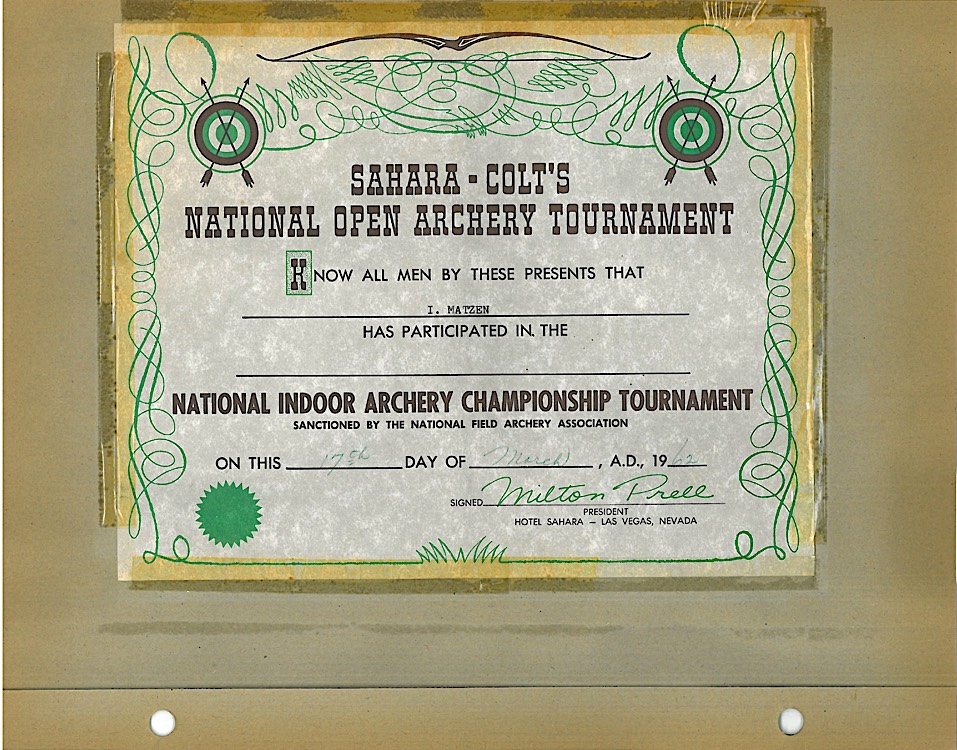 SAHARA - COLT'S
NATIONAL OPEN ARCHERY TOURNAMENT
KNOW ALL MEN BY THESE PRESENTS THAT
I. MATZEN
HAS PARTICIPATED IN. THE
NATIONAL INDOOR ARCHERY CHAMPIONSHIP TOURNAMENT
SANCTIONED BY THE NATIONAL FIELD ARCHERY ASSOCIATION
ON THIS 17th DAY OF March, A.D., 1962
SIGNED Milton Prell
PRESIDENT
HOTEL SAHARA – LAS VEGAS, NEVADA